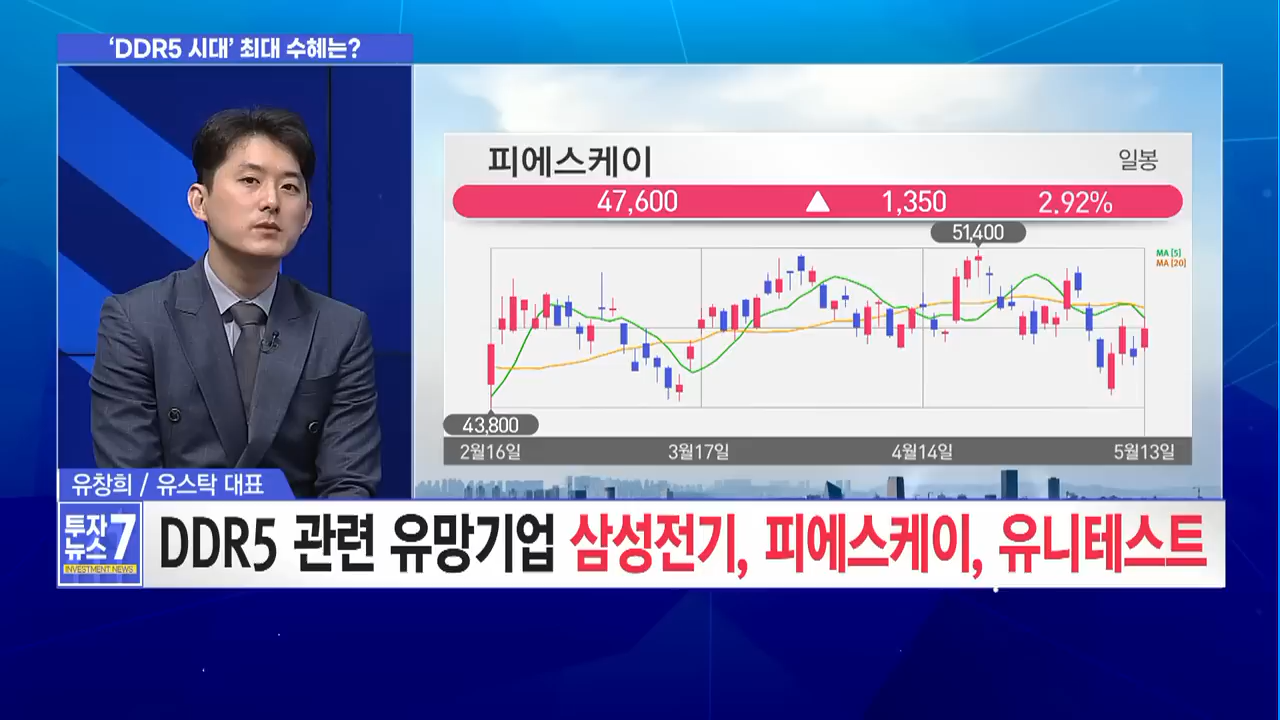 ‘DDR5 시대’ 최대 수혜는?
피에스케이
일봉
47,600 ▲ 1,350 2.92%
51,400
MA [5]
MA [20]
43,800
2월16일 3월17일 4월14일 5월13일
유창희 / 유스탁 대표
투자
뉴스7
INVESTMENT NEWS
DDR5 관련 유망기업 삼성전기, 피에스케이, 유니테스트